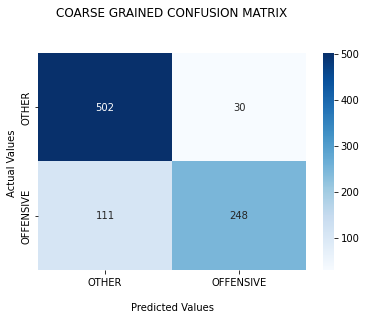 COARSE GRAINED CONFUSION MATRIX
Actual Values
OTHER
OFFENSIVE
502
30
111
248
OTHER
OFFENSIVE
Predicted Values
500
400
300
200
100